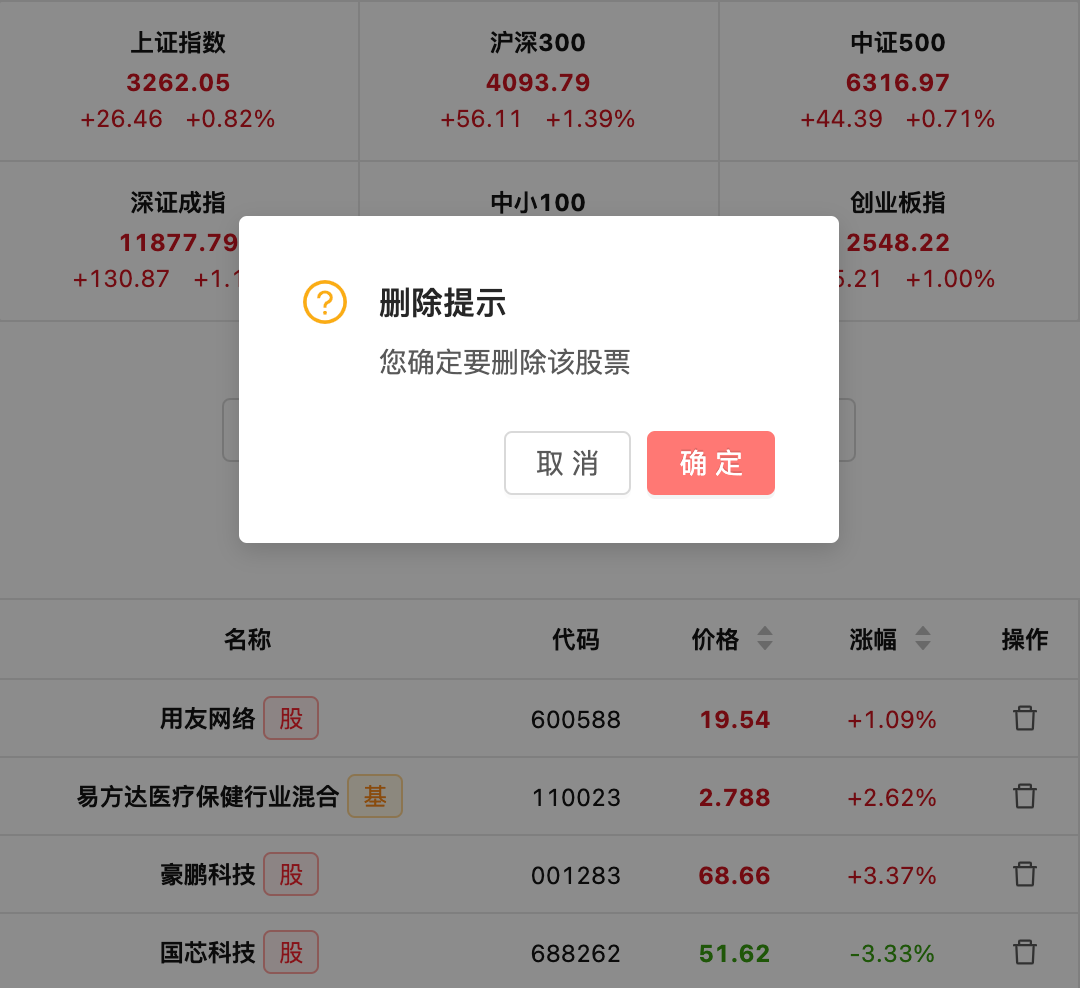 上证指数 沪深300 中证500
3262.05 4093.79 6316.97
+26.46 +0.82% +56.11 +1.39% +44.39 +0.71%
深证成指 中小100 创业板指
11877.79 2548.22
+130.87 +1.00%
删除提示
您确定要删除该股票
取消 确定
名称 代码 价格 涨幅 操作
用友网络 股 600588 19.54 +1.09%
易方达医疗保健行业混合 基 110023 2.788 +2.62%
豪鹏科技 股 001283 68.66 +3.37%
国芯科技 股 688262 51.62 -3.33%